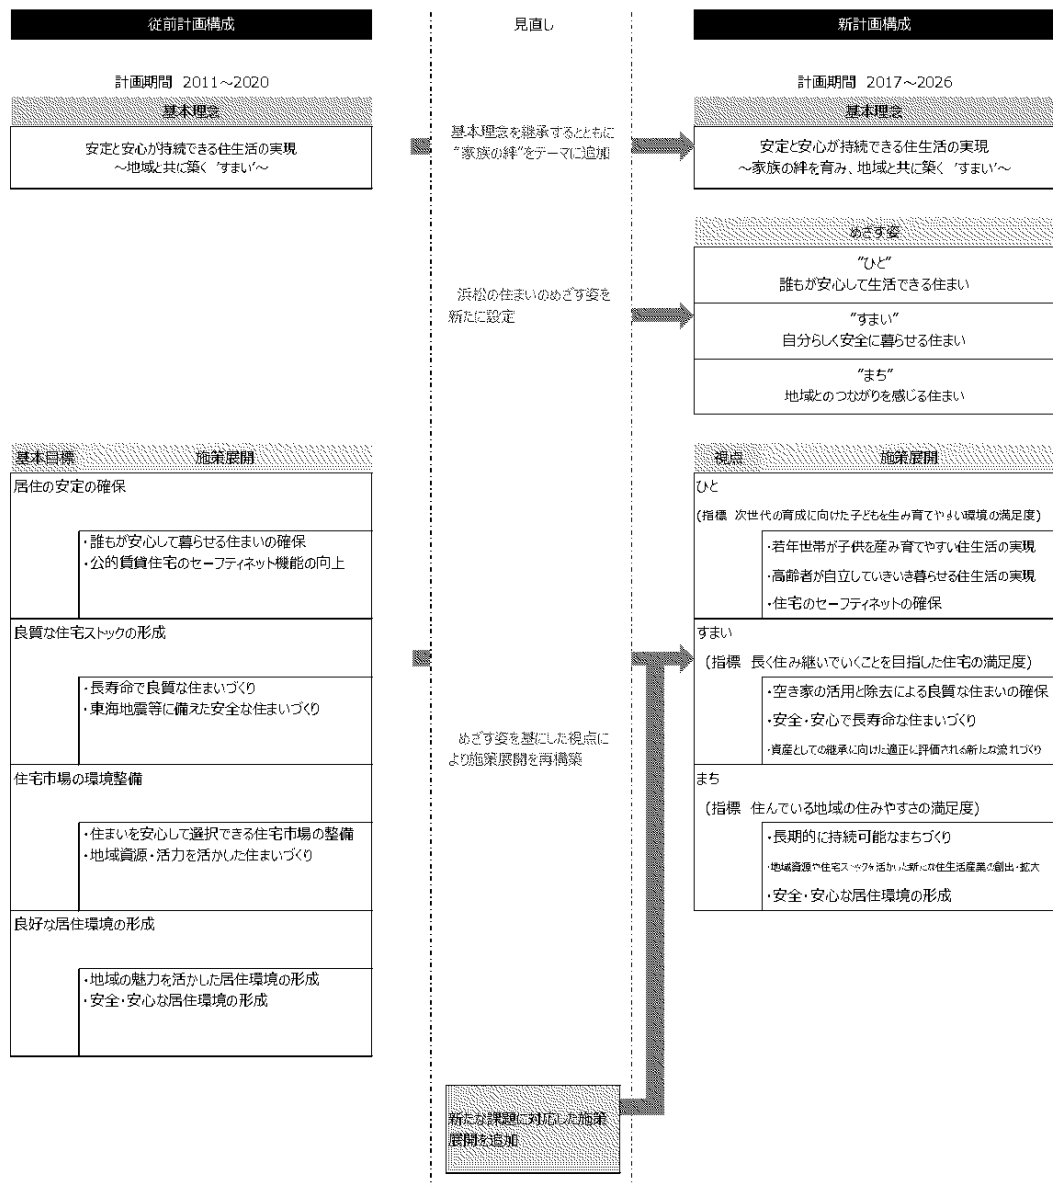 従前計画構成
見直し
新計画構成
計画期間 2011～2020
計画期間 2017～2026
基本理念
安定と安心が持続できる住生活の実現
～地域と共に築く 'すまい'～
基本理念を継承するとともに
"家族の絆"をテーマに追加
基本理念
安定と安心が持続できる住生活の実現
～家族の絆を育み、地域と共に築く 'すまい'～
浜松の住まいのめざす姿を
新たに設定
めざす姿
"ひと"
誰もが安心して生活できる住まい
"すまい"
自分らしく安全に暮らせる住まい
"まち"
地域とのつながりを感じる住まい
基本目標 施策展開
居住の安定の確保
・誰もが安心して暮らせる住まいの確保
・公的賃貸住宅のセーフティネット機能の向上
良質な住宅ストックの形成
・長寿命で良質な住まいづくり
・東海地震等に備えた安全な住まいづくり
住宅市場の環境整備
・住まいを安心して選択できる住宅市場の整備
・地域資源・活力を活かした住まいづくり
良好な居住環境の形成
・地域の魅力を活かした居住環境の形成
・安全・安心な居住環境の形成
めざす姿を基にした視点に
より施策展開を再構築
新たな課題に対応した施策
展開を追加
視点 施策展開
ひと
(指標 次世代の育成に向けた子どもを生み育てやすい環境の満足度)
・若年世帯が子供を産み育てやすい住生活の実現
・高齢者が自立していきいき暮らせる住生活の実現
・住宅のセーフティネットの確保
すまい
(指標 長く住み継いでいくことを目指した住宅の満足度)
・空き家の活用と除去による良質な住まいの確保
・安全・安心で長寿命な住まいづくり
・資産としての継承に向けた適正に評価される新たな流れづくり
まち
(指標 住んでいる地域の住みやすさの満足度)
・長期的に持続可能なまちづくり
・地域資源や住宅ストックを活かした新たな住生活産業の創出・拡大
・安全・安心な居住環境の形成